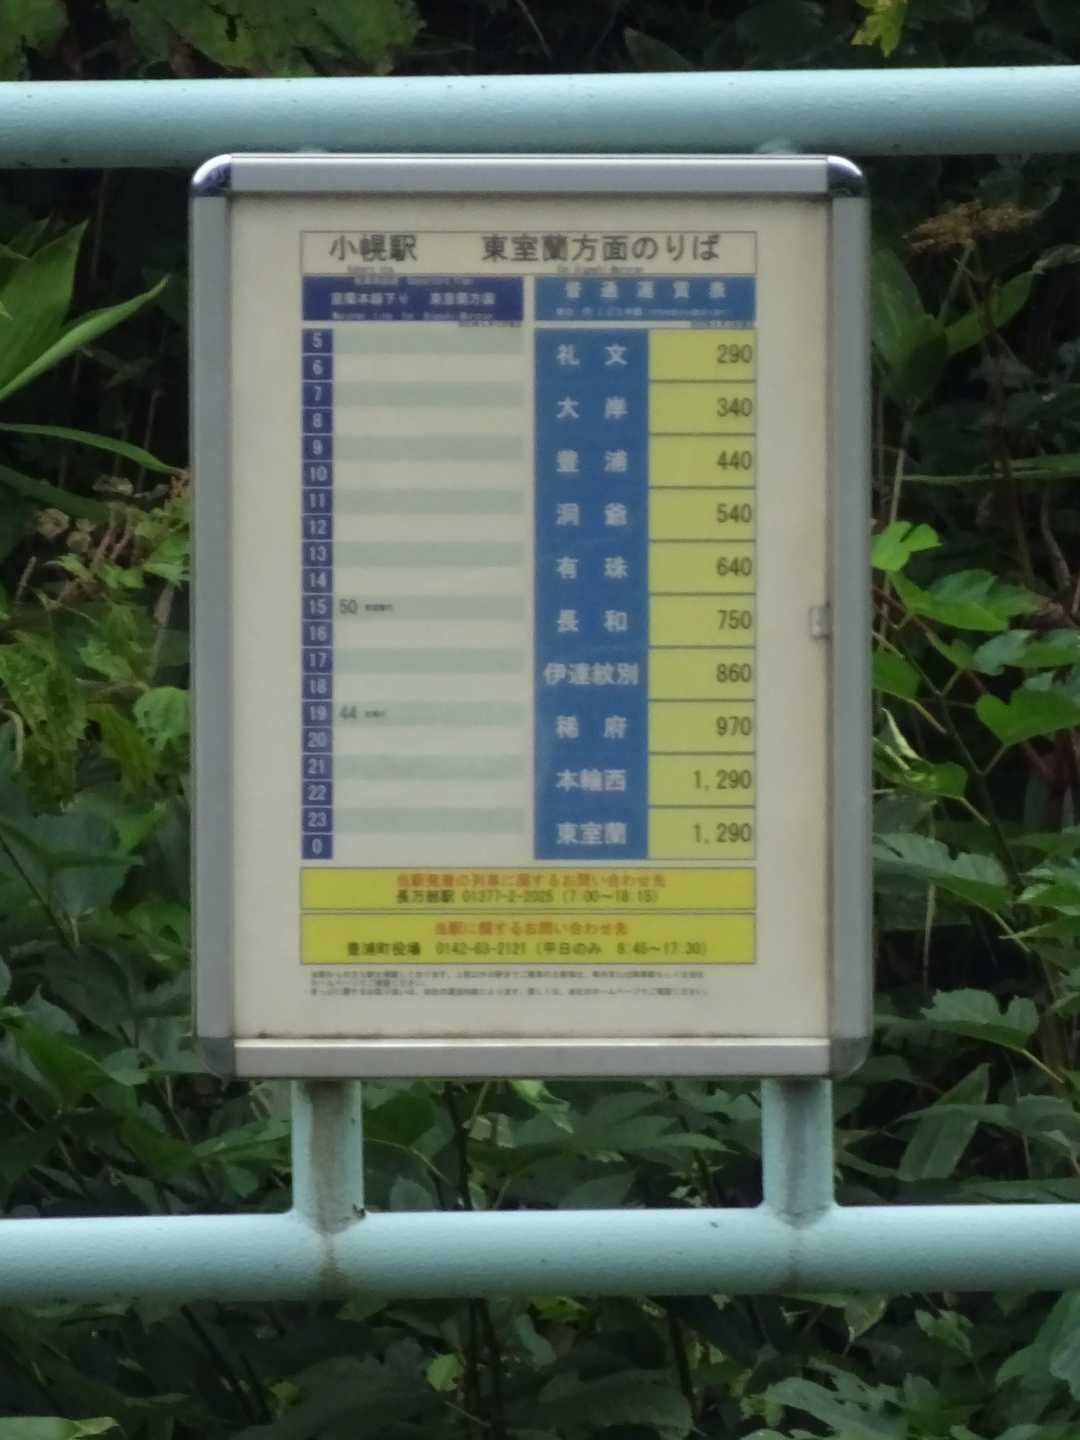 小幌駅　東室蘭方面のりば
室蘭本線下り　東室蘭方面
Muroran Line for Higashi-Muroran
普通運賃表
5
6
7
8
9
10
11
12
13
14
15 50
16
17
18
19 44
20
21
22
23
0
礼文 290
大岸 340
豊浦 440
洞爺 540
有珠 640
長和 750
伊達紋別 860
稀府 970
本輪西 1,290
東室蘭 1,290
当駅発着の列車に関するお問い合わせ先
長万部駅 01377-2-2025 (7:00～18:15)
当駅に関するお問い合わせ先
豊浦町役場 0142-83-2121 (平日のみ 8:45～17:30)